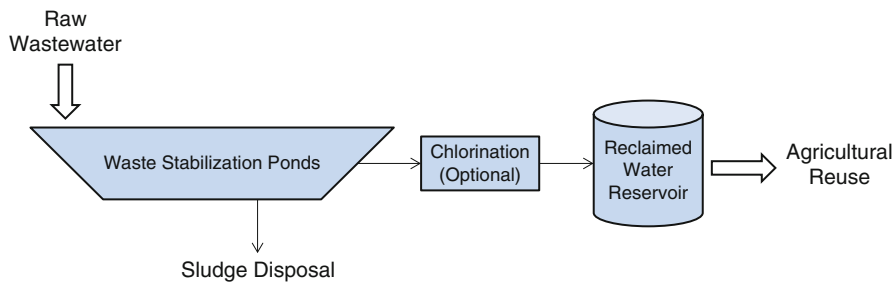 Raw
Wastewater
Waste Stabilization Ponds
Chlorination
(Optional)
Reclaimed
Water
Reservoir
Agricultural
Reuse
Sludge Disposal